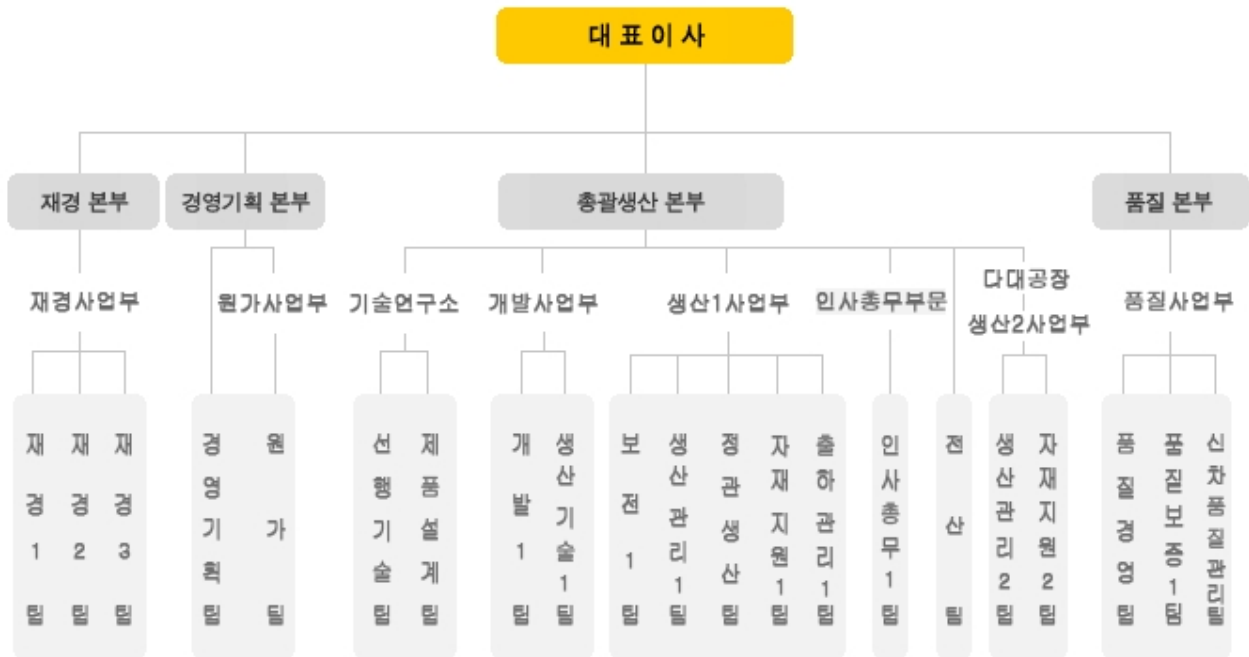 대표이사
재경 본부
경영기획 본부
총괄생산 본부
품질 본부
재경사업부
원가사업부
기술연구소
개발사업부
생산1사업부
인사총무부문
다대공장
생산2사업부
품질사업부
재경1팀
재경2팀
재경3팀
경영기획팀
원가팀
선행기술팀
제품설계팀
개발1팀
생산기술1팀
보전1팀
생산관리1팀
정관생산팀
자재지원1팀
출하관리1팀
인사총무1팀
전산팀
생산관리2팀
자재지원2팀
품질경영팀
품질보증1팀
신차품질관리팀